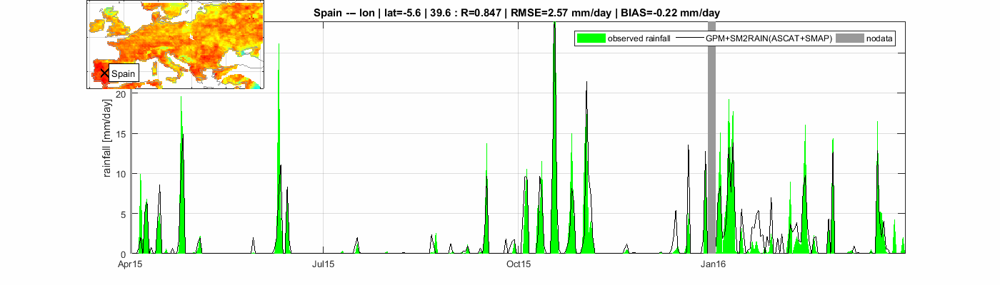 Spain --- lon | lat=-5.6 | 39.6 : R=0.847 | RMSE=2.57 mm/day | BIAS=-0.22 mm/day
observed rainfall GPM+SM2RAIN(ASCAT+SMAP) nodata
Spain
rainfall [mm/day]
20
15
10
5
0
Apr15 Jul15 Oct15 Jan16